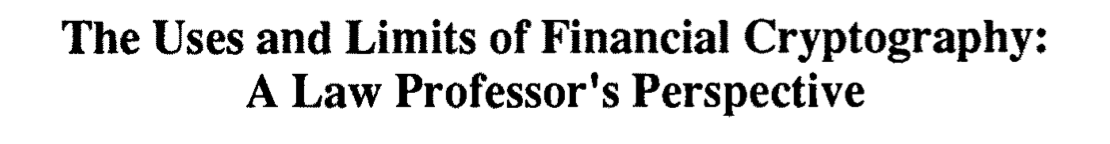 The Uses and Limits of Financial Cryptography:
A Law Professor's Perspective